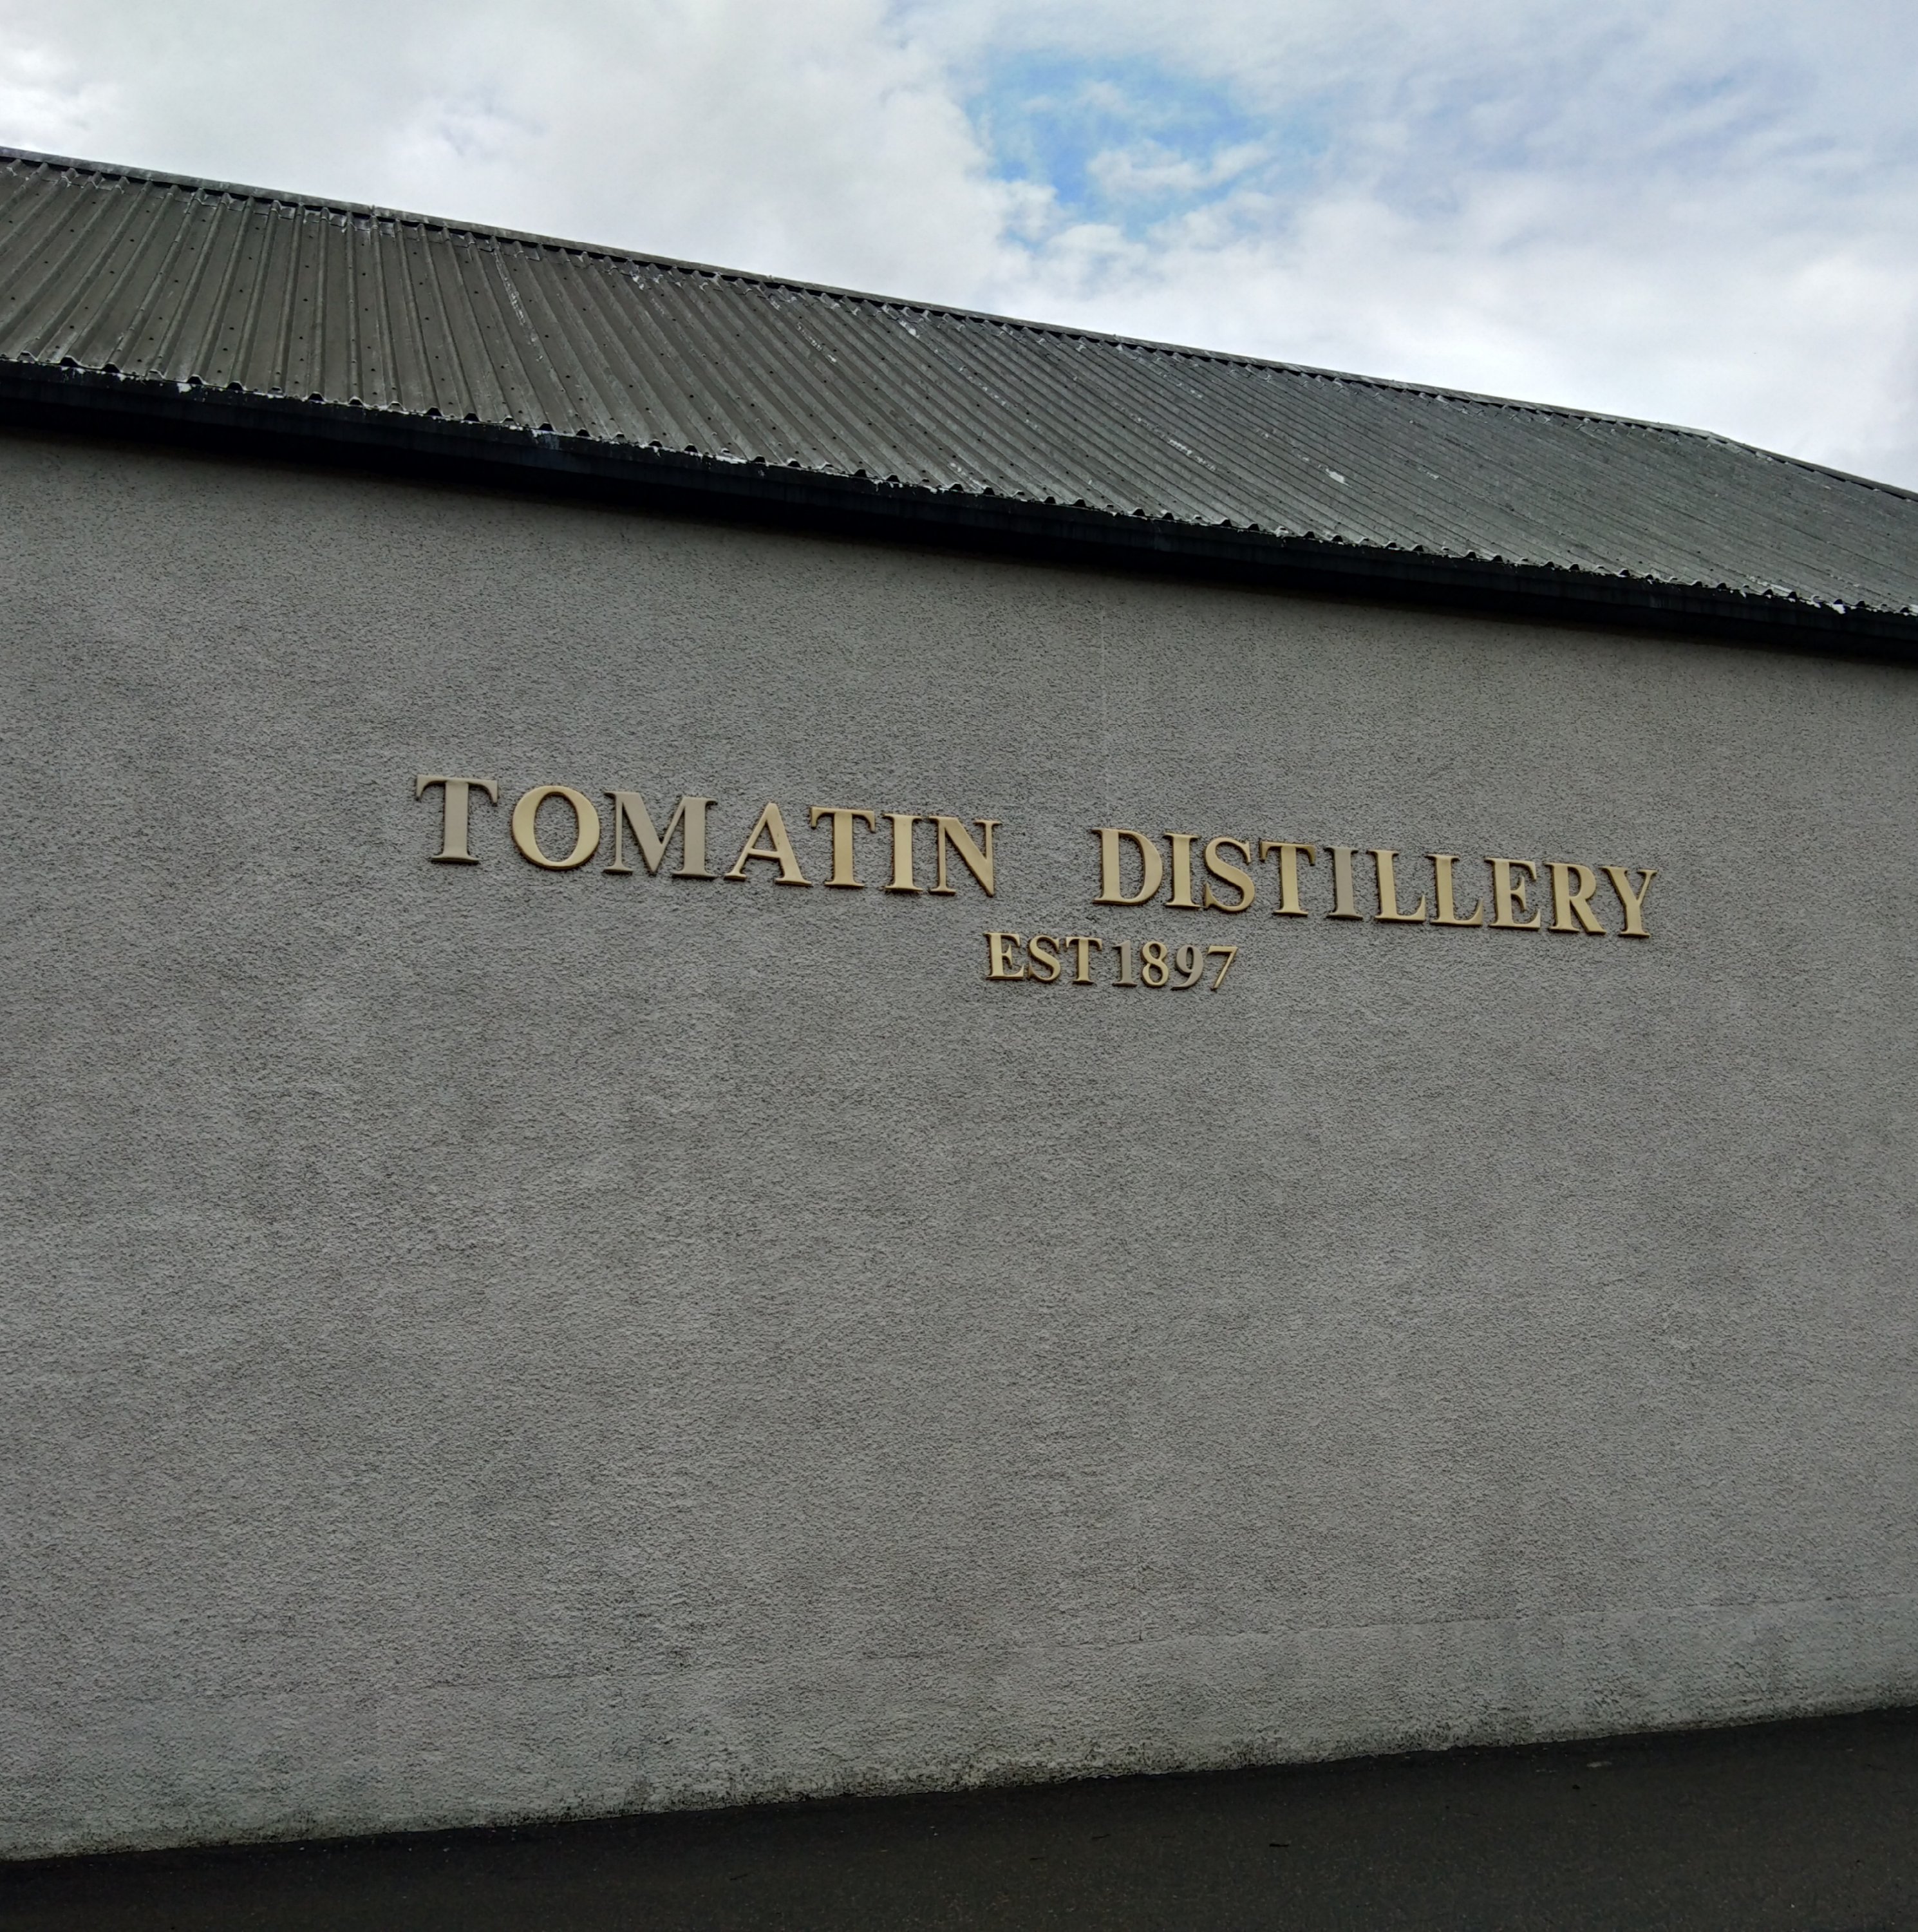 TOMATIN DISTILLERY
EST 1897